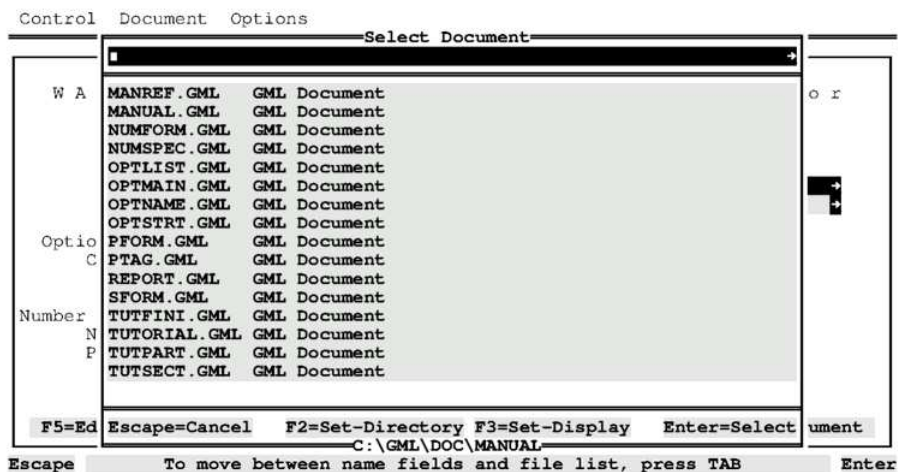 Control  Document  Options
Select Document
W A
o r
MANREF.GML  GML Document
MANUAL.GML  GML Document
NUMFORM.GML  GML Document
NUMSPEC.GML  GML Document
OPTLIST.GML  GML Document
OPTMAIN.GML  GML Document
OPTNAME.GML  GML Document
OPTSTRT.GML  GML Document
Optio PFORM.GML  GML Document
C PTAG.GML  GML Document
REPORT.GML  GML Document
SFORM.GML  GML Document
Number TUTFINI.GML  GML Document
N TUTORIAL.GML  GML Document
P TUTPART.GML  GML Document
TUTSECT.GML  GML Document
F5=Ed Escape=Cancel  F2=Set-Directory F3=Set-Display  Enter=Select ument
C:\GML\DOC\MANUAL
Escape  To move between name fields and file list, press TAB  Enter